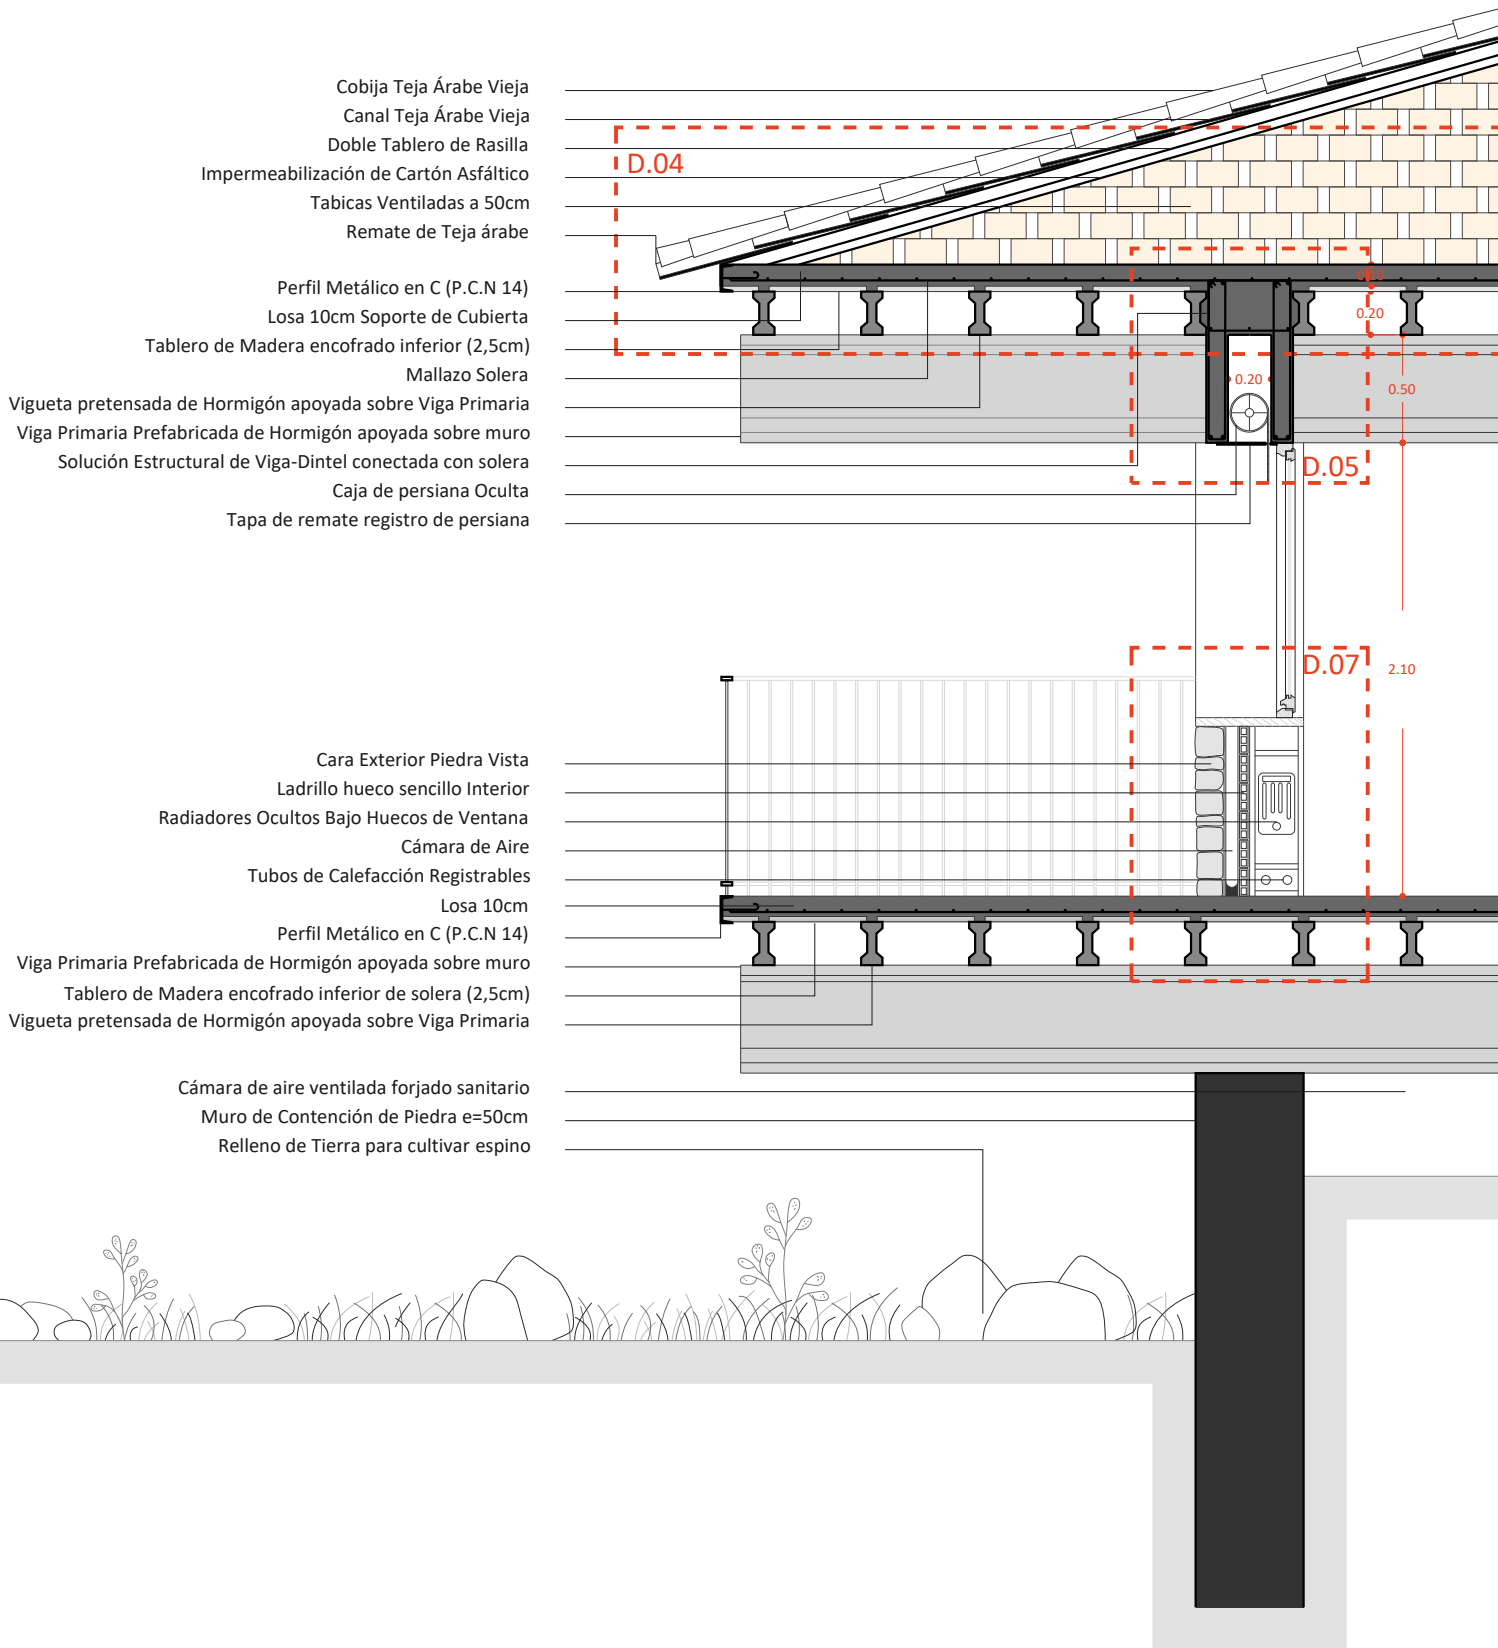 Cobija Teja Árabe Vieja
Canal Teja Árabe Vieja
Doble Tablero de Rasilla
D.04
Impermeabilización de Cartón Asfáltico
Tabicas Ventiladas a 50cm
Remate de Teja árabe
0.10
Perfil Metálico en C (P.C.N 14)
Losa 10cm Soporte de Cubierta
0.20
Tablero de Madera encofrado inferior (2,5cm)
Mallazo Solera
0.20
0.50
Vigueta pretensada de Hormigón apoyada sobre Viga Primaria
Viga Primaria Prefabricada de Hormigón apoyada sobre muro
Solución Estructural de Viga-Dintel conectada con solera
D.05
Caja de persiana Oculta
Tapa de remate registro de persiana
D.07
2.10
Cara Exterior Piedra Vista
Ladrillo hueco sencillo Interior
Radiadores Ocultos Bajo Huecos de Ventana
Cámara de Aire
Tubos de Calefacción Registrables
Losa 10cm
Perfil Metálico en C (P.C.N 14)
Viga Primaria Prefabricada de Hormigón apoyada sobre muro
Tablero de Madera encofrado inferior de solera (2,5cm)
Vigueta pretensada de Hormigón apoyada sobre Viga Primaria
Cámara de aire ventilada forjado sanitario
Muro de Contención de Piedra e=50cm
Relleno de Tierra para cultivar espino